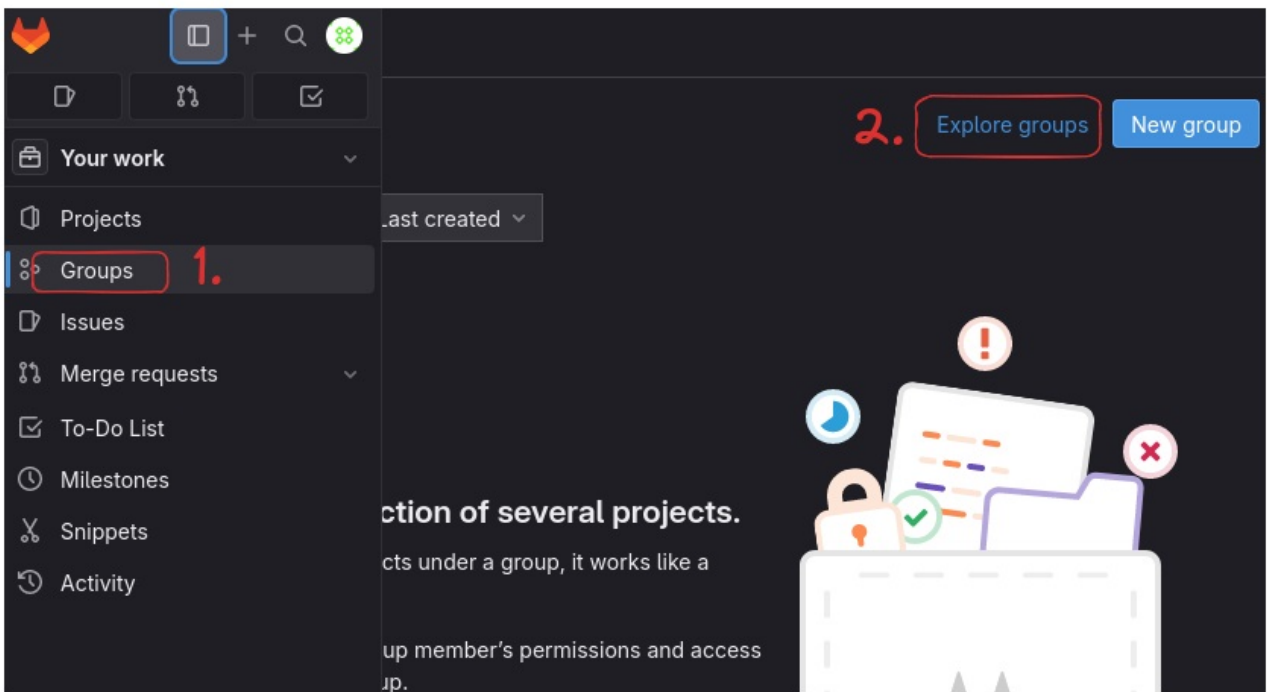 2. Explore groups New group
Your work
Projects
Last created
Groups 1.
Issues
Merge requests
To-Do List
Milestones
ction of several projects.
Snippets
cts under a group, it works like a
Activity
up member’s permissions and access
up.